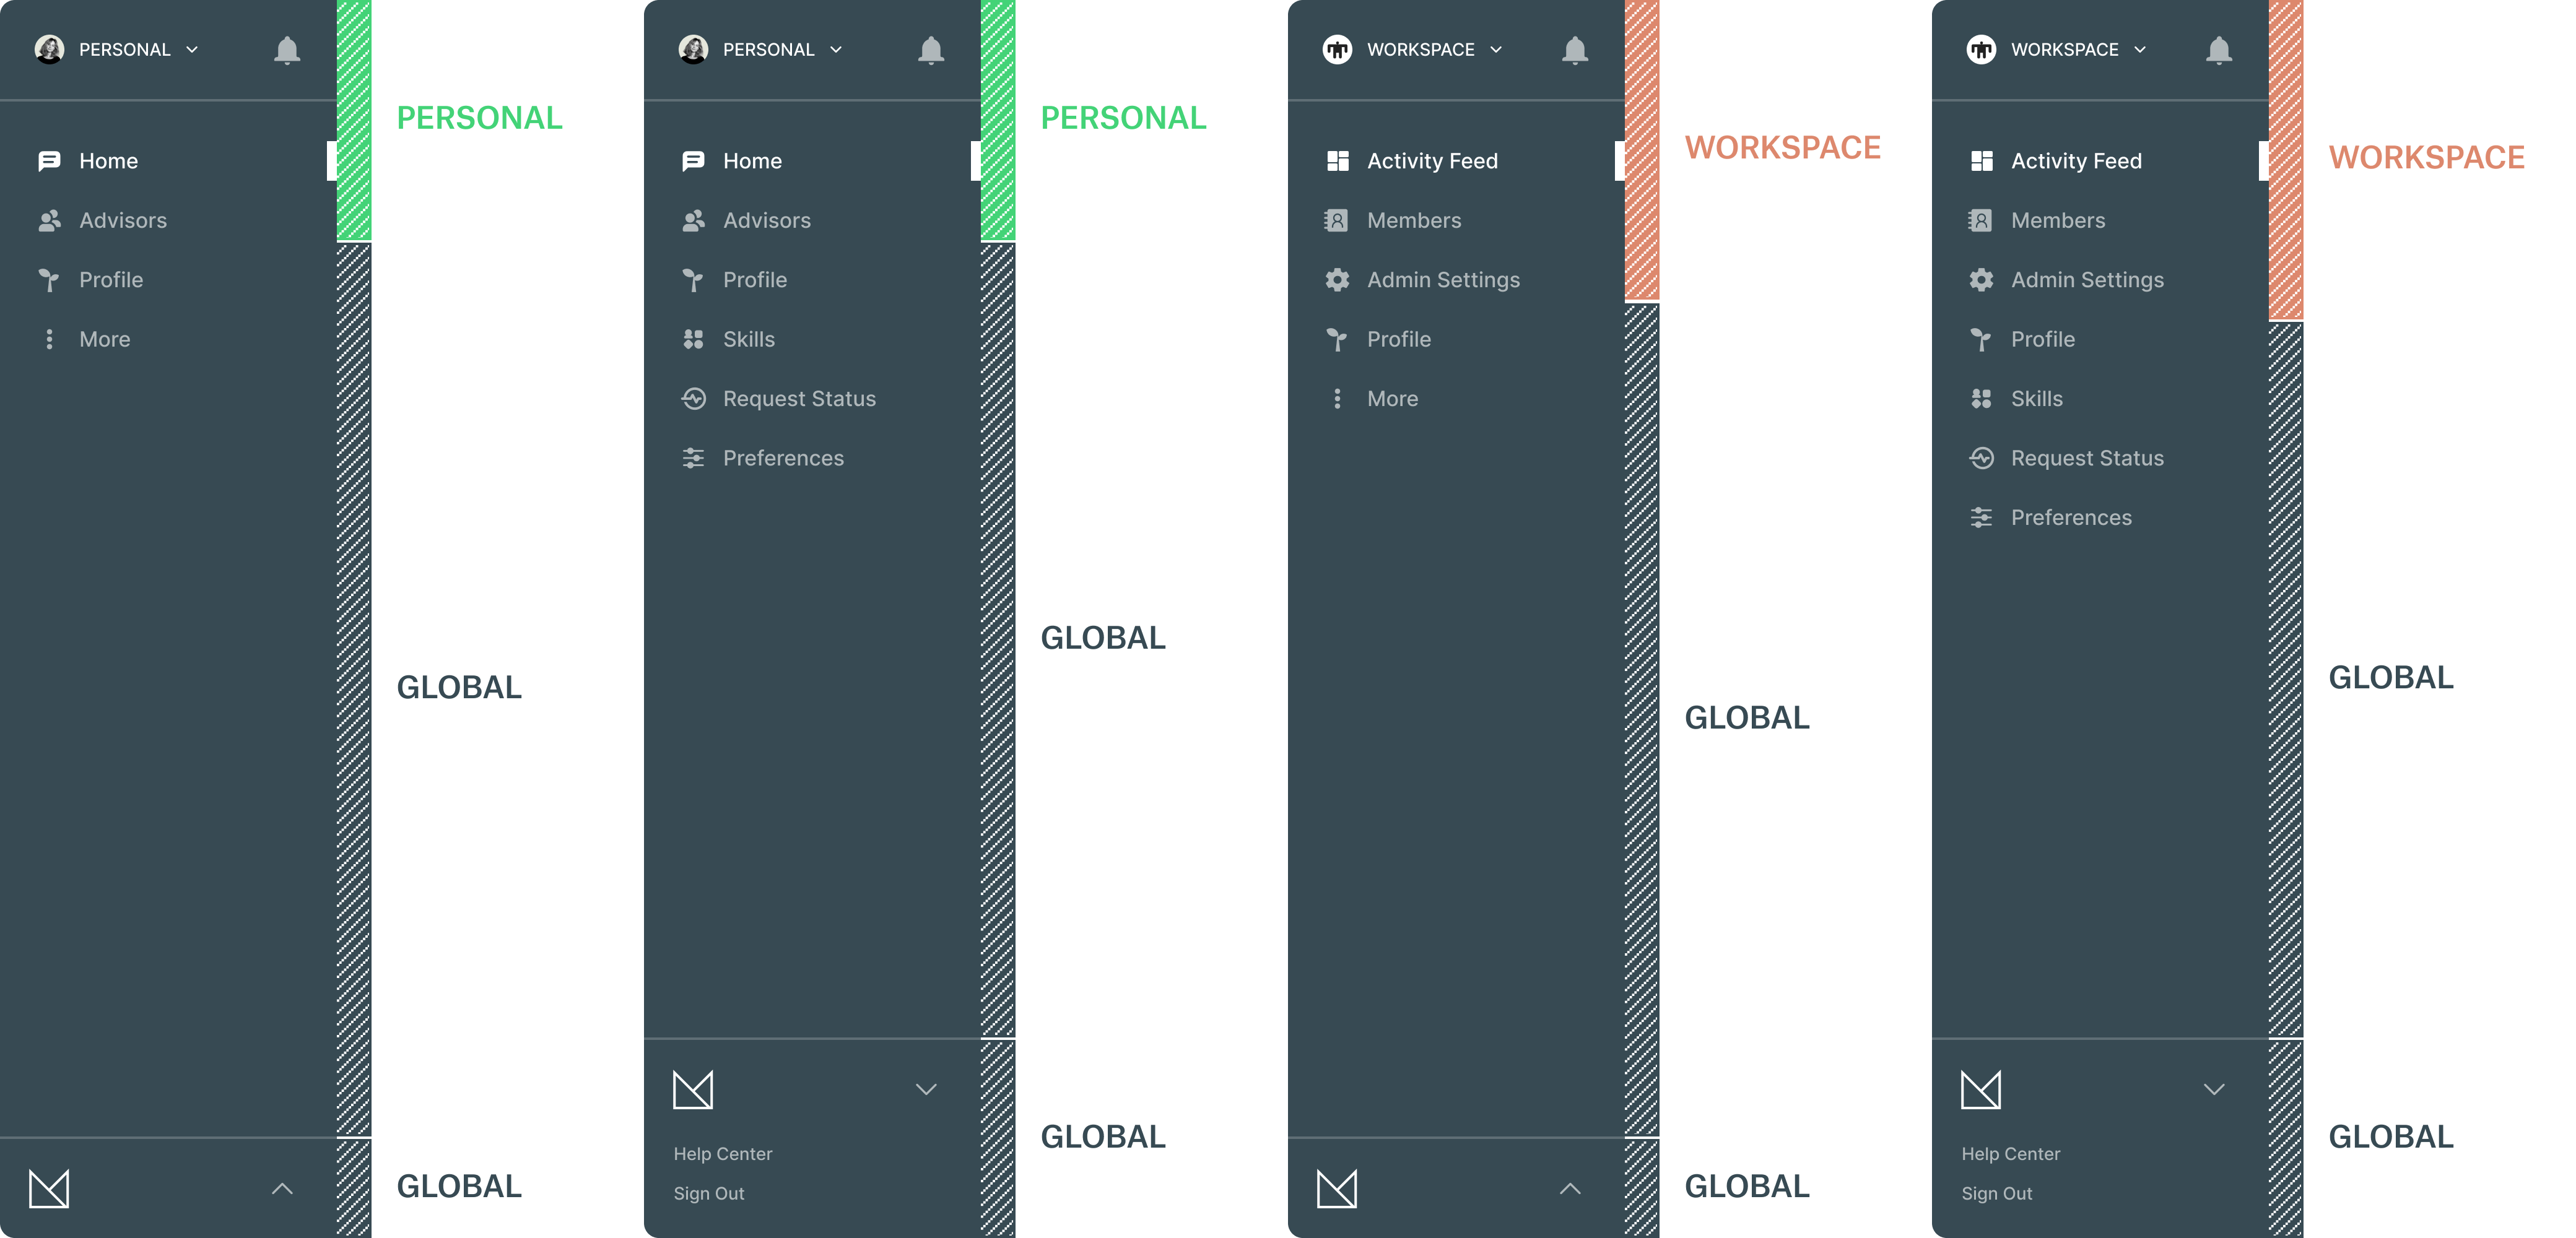 PERSONAL
PERSONAL
Home
Advisors
Profile
More
GLOBAL
GLOBAL
PERSONAL
PERSONAL
Home
Advisors
Profile
Skills
Request Status
Preferences
GLOBAL
Help Center
Sign Out
GLOBAL
WORKSPACE
WORKSPACE
Activity Feed
Members
Admin Settings
Profile
More
GLOBAL
GLOBAL
WORKSPACE
WORKSPACE
Activity Feed
Members
Admin Settings
Profile
Skills
Request Status
Preferences
GLOBAL
Help Center
Sign Out
GLOBAL